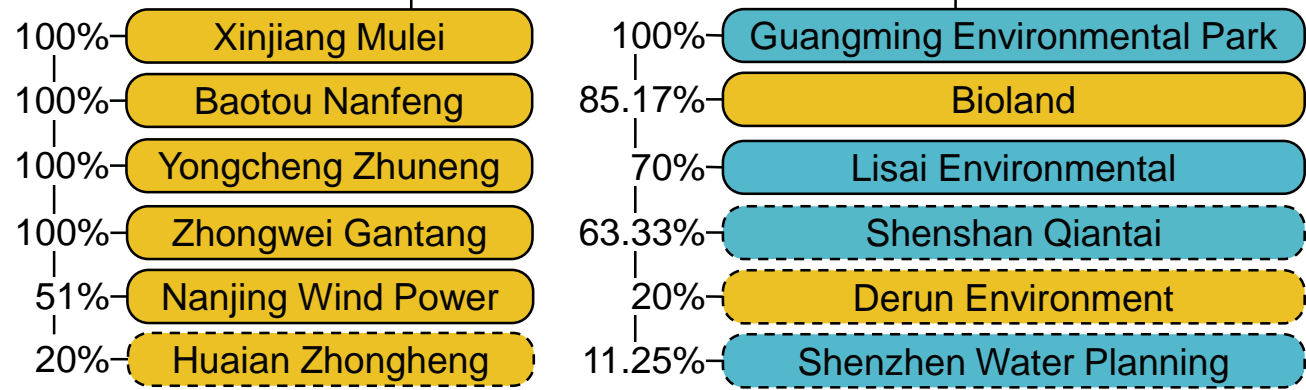 100% Xinjiang Mulei
100% Baotou Nanfeng
100% Yongcheng Zhuneng
100% Zhongwei Gantang
51% Nanjing Wind Power
20% Huaian Zhongheng
100% Guangming Environmental Park
85.17% Bioland
70% Lisai Environmental
63.33% Shenshan Qiantai
20% Derun Environment
11.25% Shenzhen Water Planning